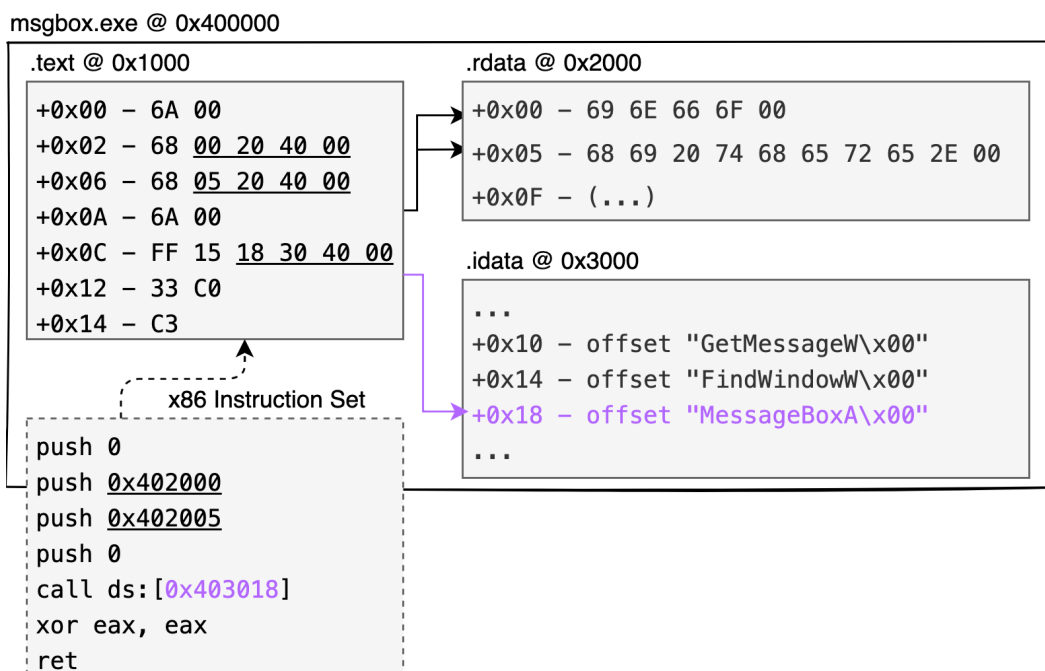 msgbox.exe @ 0x400000
.text @ 0x1000
+0x00 – 6A 00
+0x02 – 68 00 20 40 00
+0x06 – 68 05 20 40 00
+0x0A – 6A 00
+0x0C – FF 15 18 30 40 00
+0x12 – 33 C0
+0x14 – C3
.rdata @ 0x2000
+0x00 – 69 6E 66 6F 00
+0x05 – 68 69 20 74 68 65 72 65 2E 00
+0x0F – (...)
.idata @ 0x3000
...
+0x10 – offset "GetMessageW\x00"
+0x14 – offset "FindWindowW\x00"
+0x18 – offset "MessageBoxA\x00"
...
x86 Instruction Set
push 0
push 0x402000
push 0x402005
push 0
call ds:[0x403018]
xor eax, eax
ret